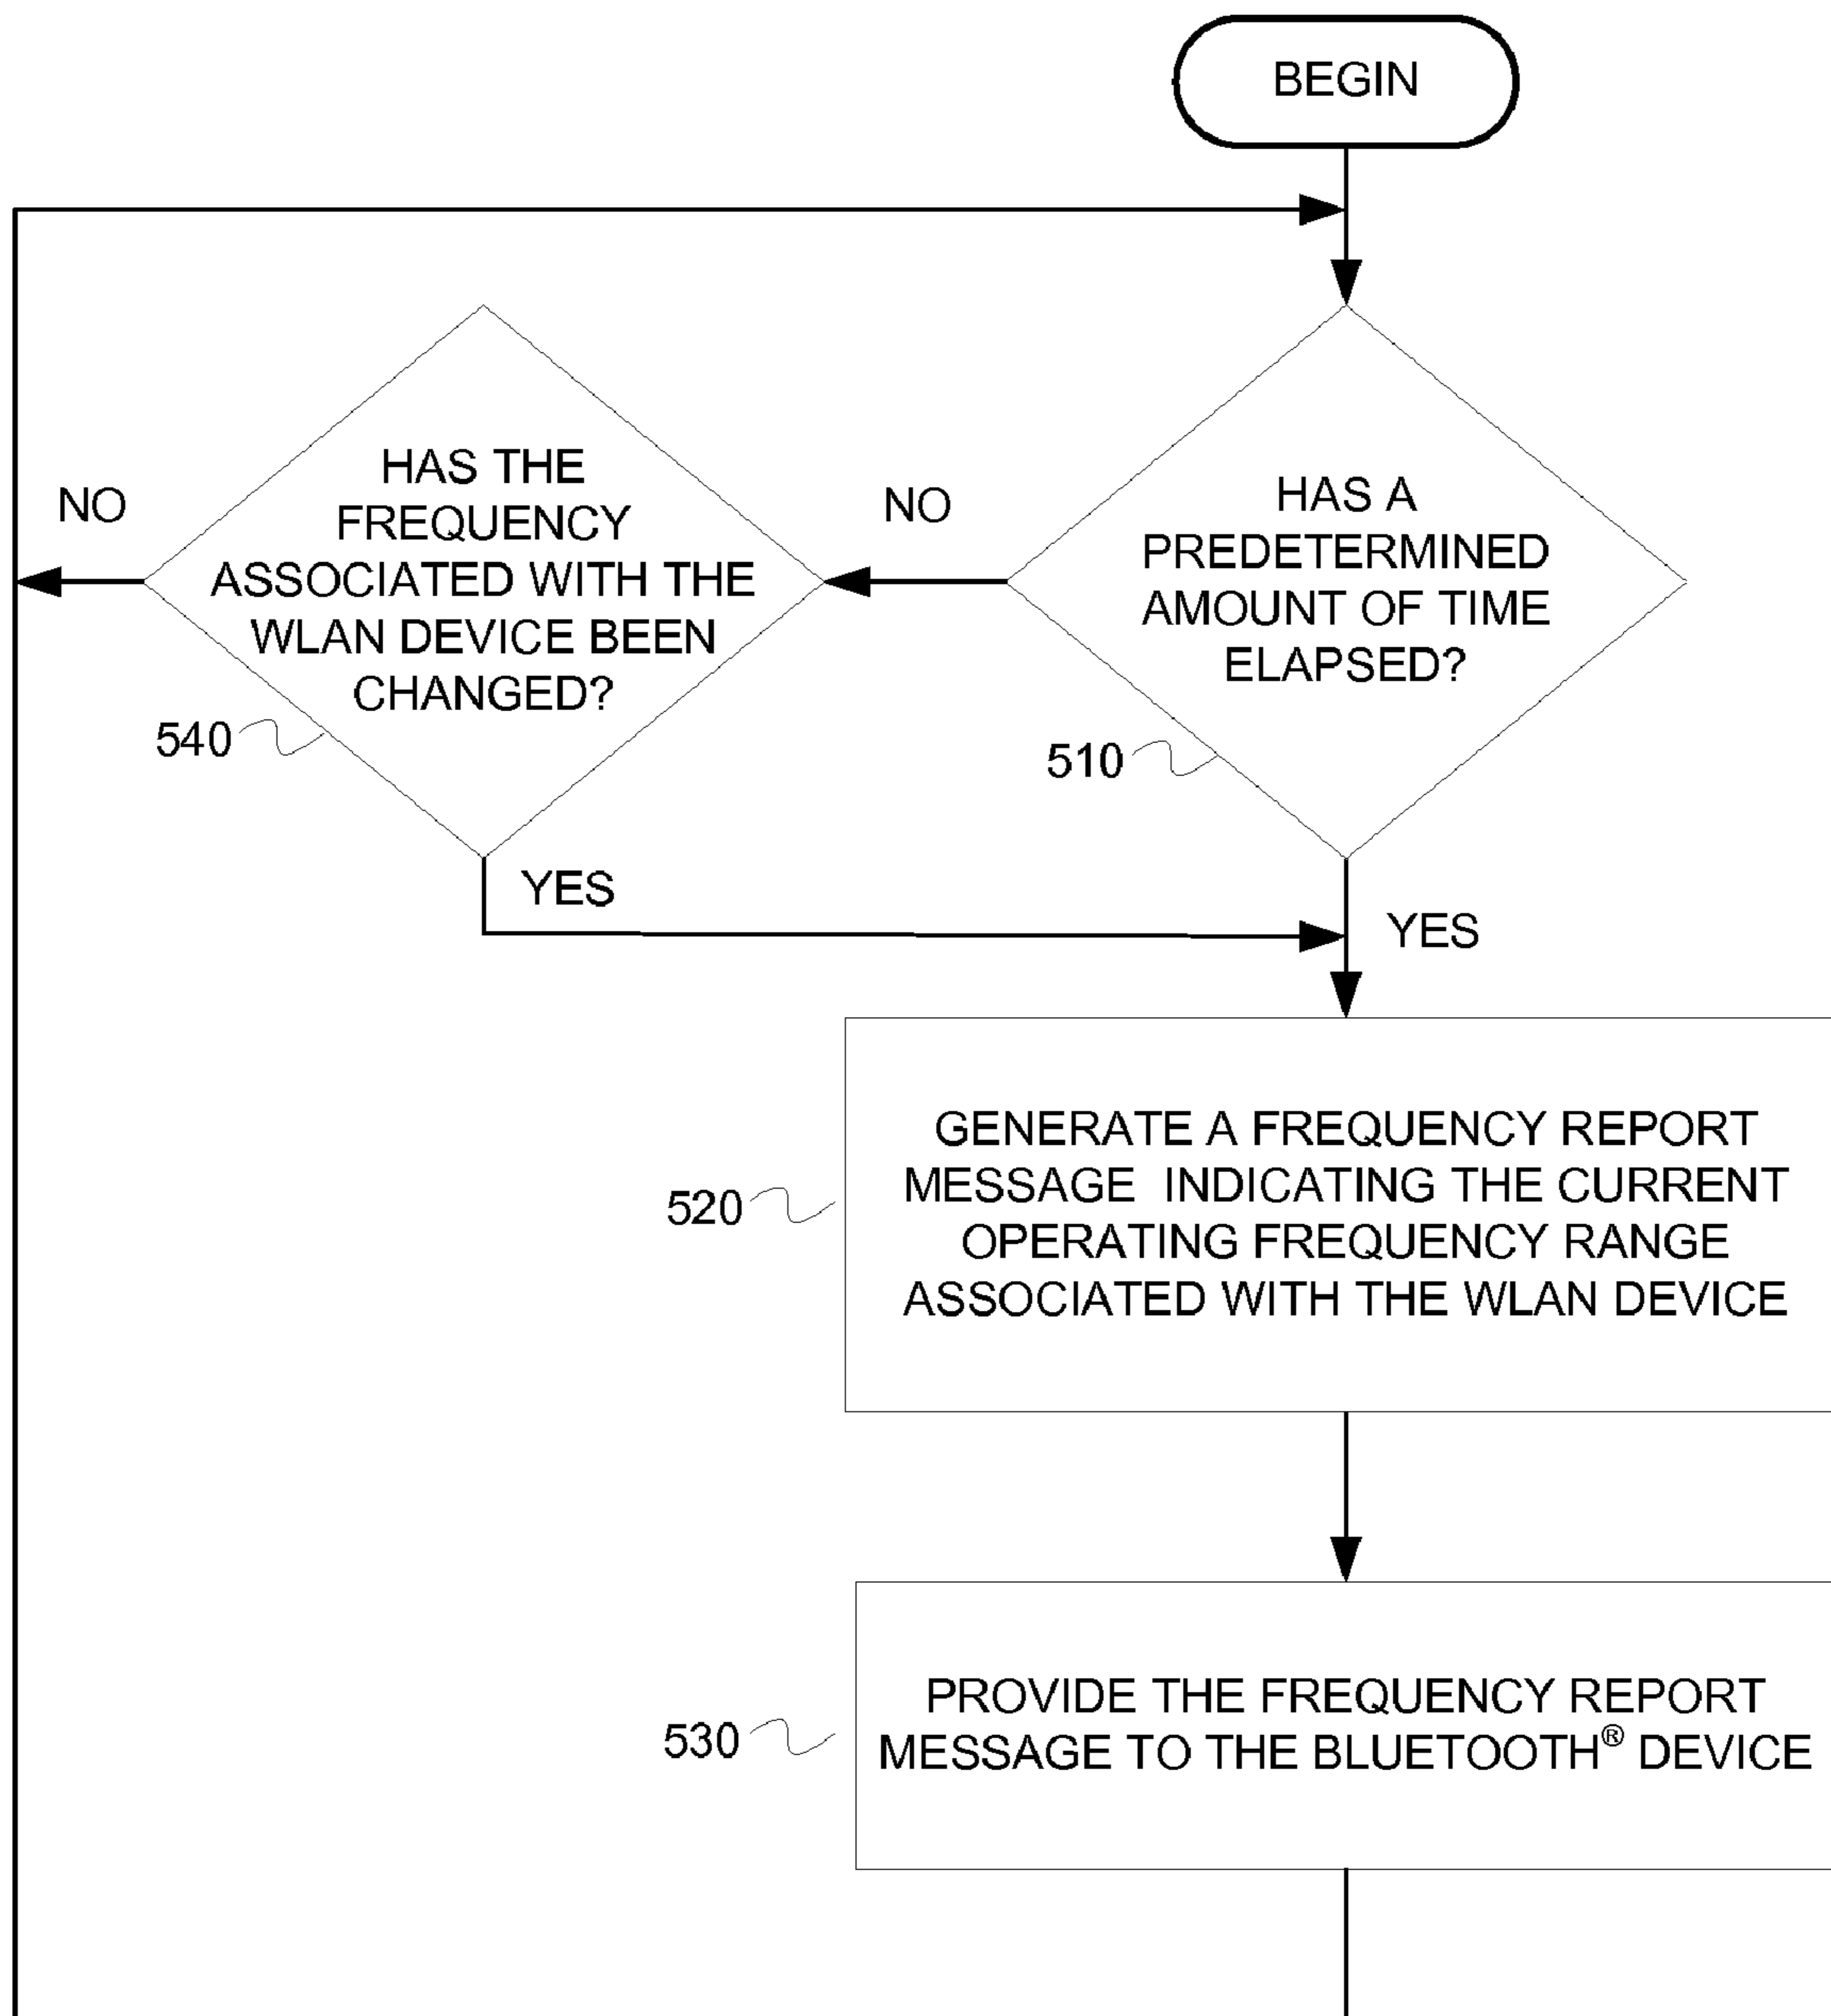 BEGIN
HAS A
PREDETERMINED
AMOUNT OF TIME
ELAPSED?
510
NO
HAS THE
FREQUENCY
ASSOCIATED WITH THE
WLAN DEVICE BEEN
CHANGED?
540
NO
YES
YES
GENERATE A FREQUENCY REPORT
MESSAGE INDICATING THE CURRENT
OPERATING FREQUENCY RANGE
ASSOCIATED WITH THE WLAN DEVICE
520
PROVIDE THE FREQUENCY REPORT
MESSAGE TO THE BLUETOOTH® DEVICE
530